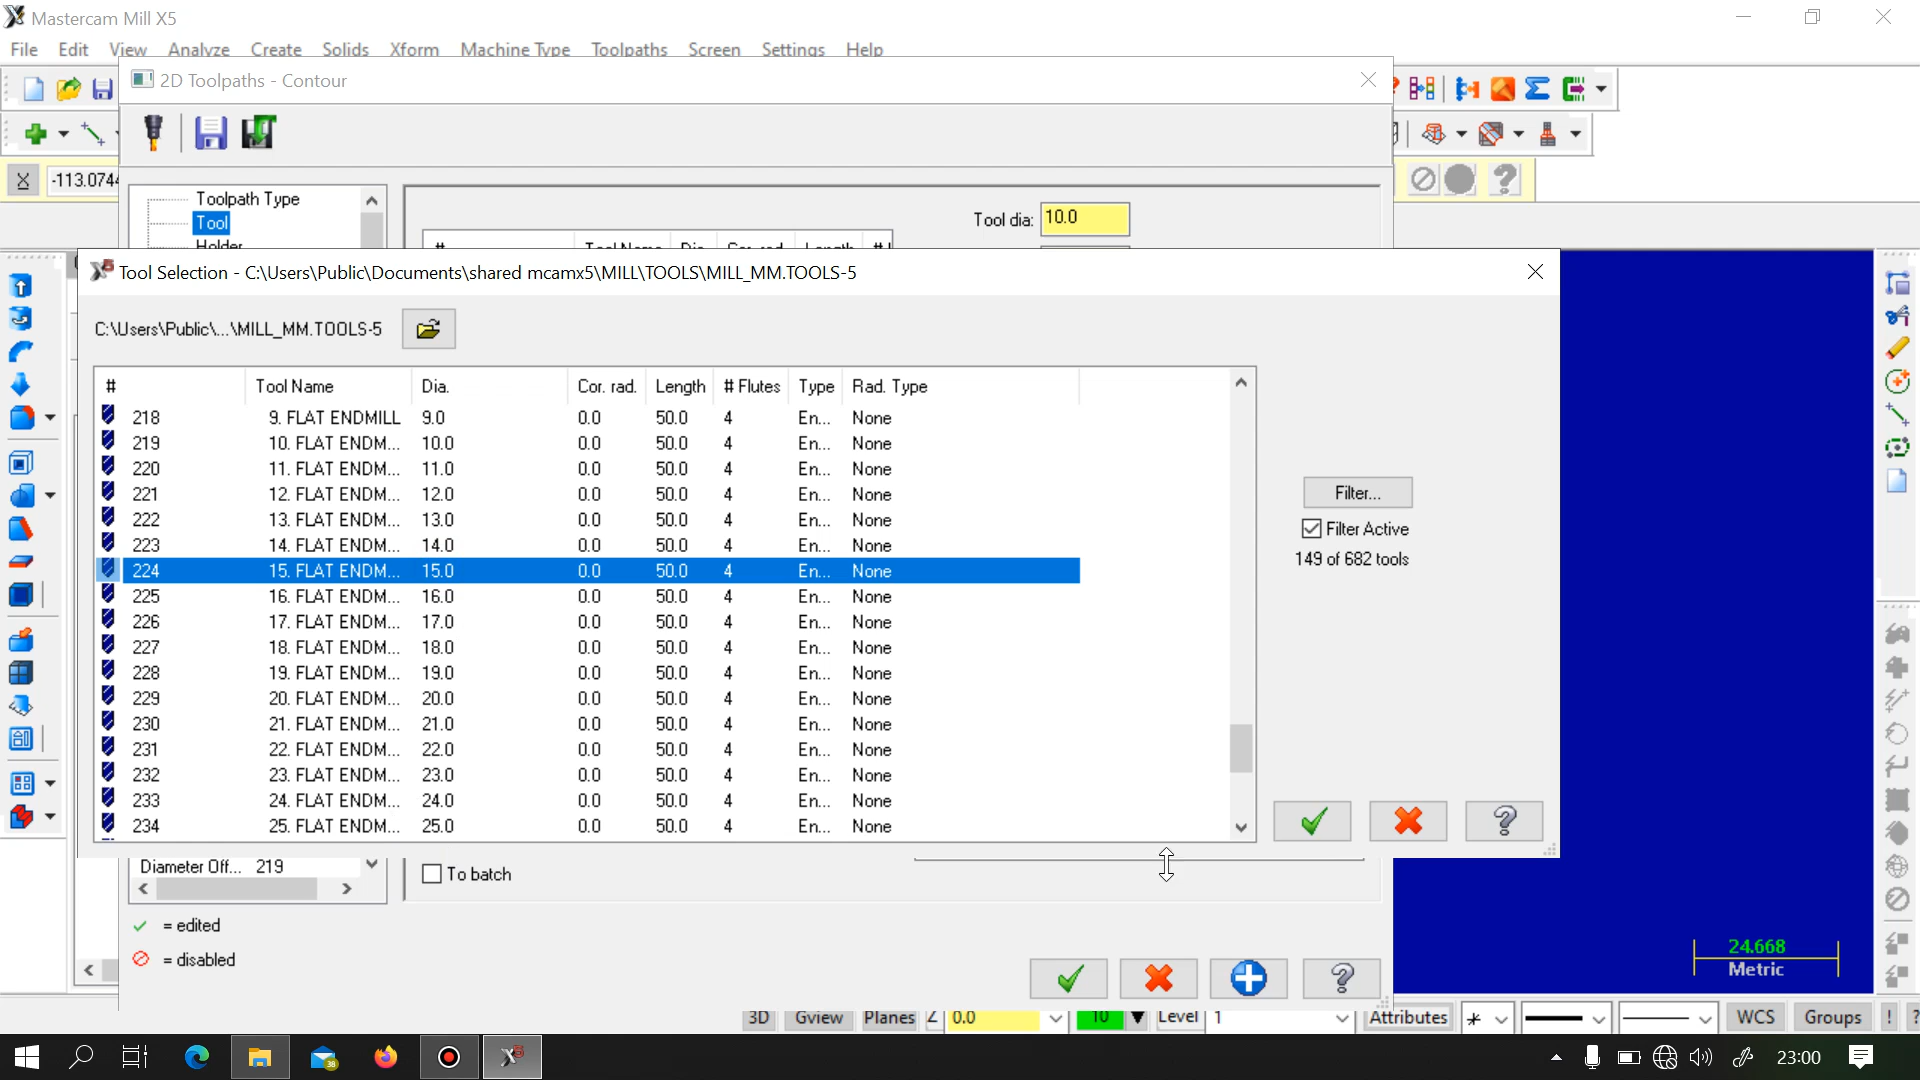 Mastercam Mill X5
File Edit View Analyze Create Solids Xform Machine Type Toolpaths Screen Settings Help
2D Toolpaths - Contour
-113.0744
Toolpath Type
Tool
Holder
Tool dia: 10.0
# Tool Name Dia. Cor. rad. Length
Tool Selection - C:\Users\Public\Documents\shared mcamx5\MILL\TOOLS\MILL_MM.TOOLS-5
C:\Users\Public\...\MILL_MM.TOOLS-5
# Tool Name Dia. Cor. rad. Length # Flutes Type Rad. Type
218 9. FLAT ENDMILL 9.0 0.0 50.0 4 En... None
219 10. FLAT ENDM... 10.0 0.0 50.0 4 En... None
220 11. FLAT ENDM... 11.0 0.0 50.0 4 En... None
221 12. FLAT ENDM... 12.0 0.0 50.0 4 En... None
222 13. FLAT ENDM... 13.0 0.0 50.0 4 En... None
223 14. FLAT ENDM... 14.0 0.0 50.0 4 En... None
224 15. FLAT ENDM... 15.0 0.0 50.0 4 En... None
225 16. FLAT ENDM... 16.0 0.0 50.0 4 En... None
226 17. FLAT ENDM... 17.0 0.0 50.0 4 En... None
227 18. FLAT ENDM... 18.0 0.0 50.0 4 En... None
228 19. FLAT ENDM... 19.0 0.0 50.0 4 En... None
229 20. FLAT ENDM... 20.0 0.0 50.0 4 En... None
230 21. FLAT ENDM... 21.0 0.0 50.0 4 En... None
231 22. FLAT ENDM... 22.0 0.0 50.0 4 En... None
232 23. FLAT ENDM... 23.0 0.0 50.0 4 En... None
233 24. FLAT ENDM... 24.0 0.0 50.0 4 En... None
234 25. FLAT ENDM... 25.0 0.0 50.0 4 En... None
Filter...
Filter Active
149 of 682 tools
Diameter Off... 219
To batch
= edited
= disabled
24.668
Metric
3D Gview Planes Z 0.0 10 Level 1 Attributes WCS Groups ! ?
38
23:00